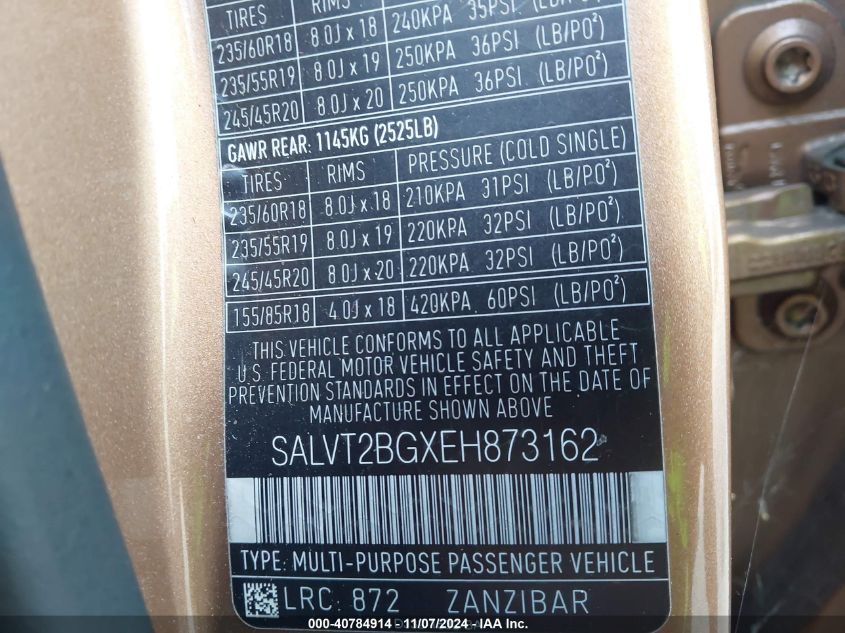 TIRES RIMS
235/60R18 8.0J x 18 240KPA 35PSI
235/55R19 8.0J x 19 250KPA 36PSI (LB/PO²)
245/45R20 8.0J x 20 250KPA 36PSI (LB/PO²)
GAWR REAR: 1145KG (2525LB)
TIRES RIMS PRESSURE (COLD SINGLE)
235/60R18 8.0J x 18 210KPA 31PSI (LB/PO²)
235/55R19 8.0J x 19 220KPA 32PSI (LB/PO²)
245/45R20 8.0J x 20 220KPA 32PSI (LB/PO²)
155/85R18 4.0J x 18 420KPA 60PSI (LB/PO²)
THIS VEHICLE CONFORMS TO ALL APPLICABLE
U.S. FEDERAL MOTOR VEHICLE SAFETY AND THEFT
PREVENTION STANDARDS IN EFFECT ON THE DATE OF
MANUFACTURE SHOWN ABOVE
SALVT2BGXEH873162
TYPE: MULTI-PURPOSE PASSENGER VEHICLE
LRC: 872 ZANZIBAR
000-40784914 - 11/07/2024 - IAA Inc.